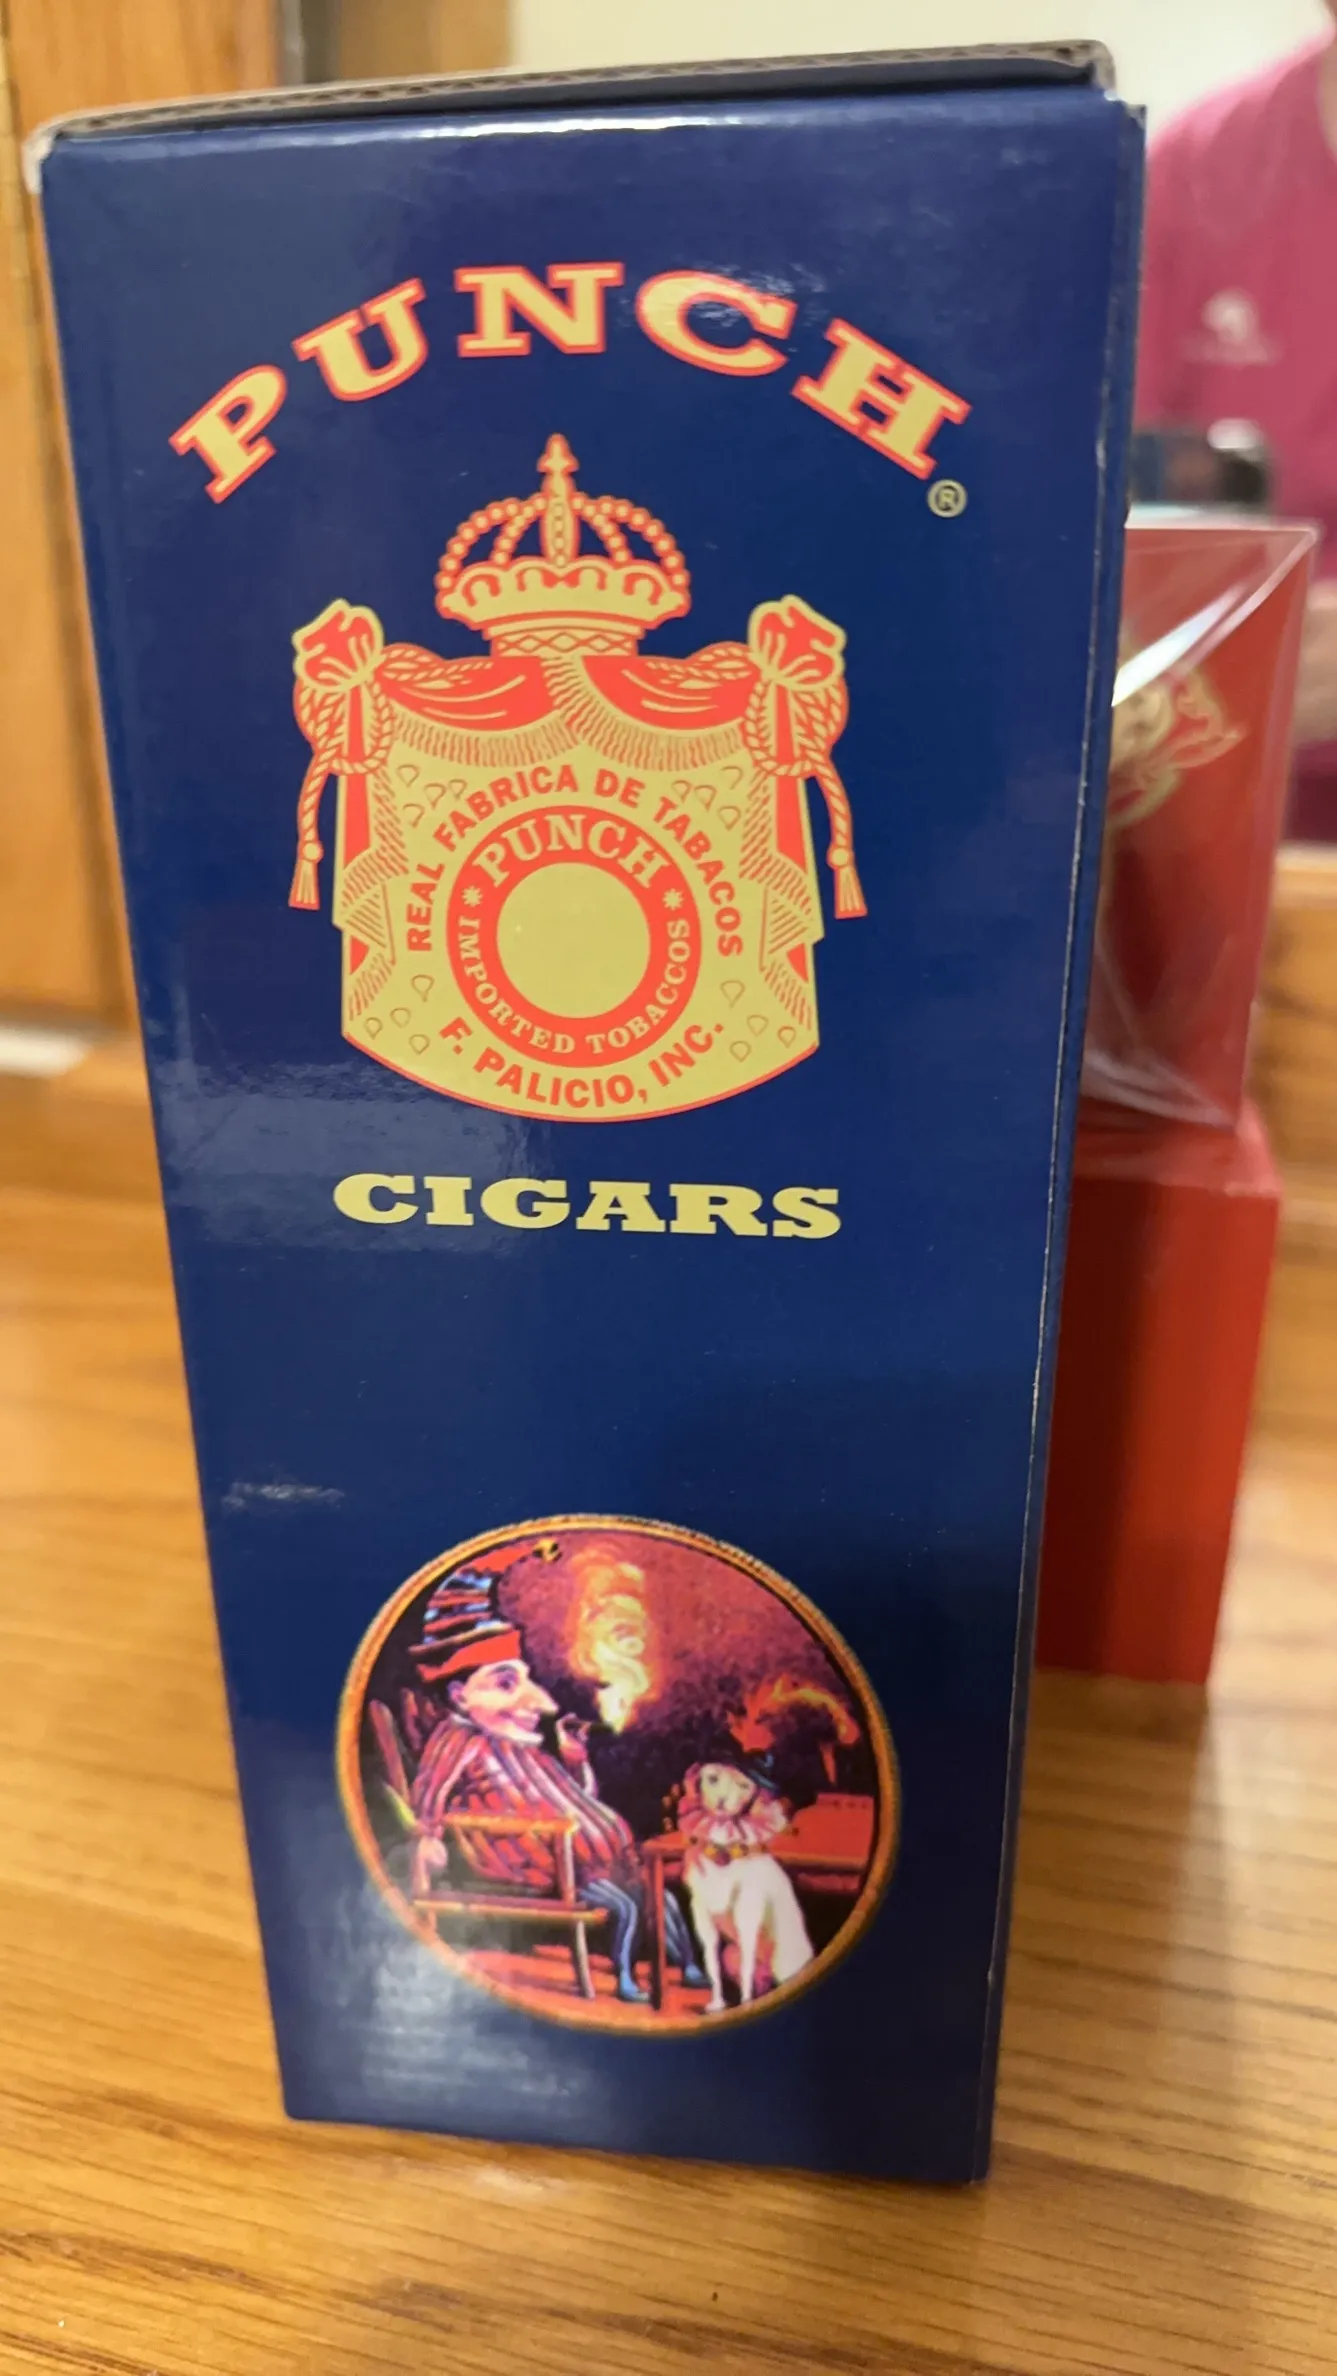 PUNCH
®
REAL FABRICA DE TABACOS
PUNCH
* IMPORTED TOBACCOS *
F. PALICIO, INC.
CIGARS